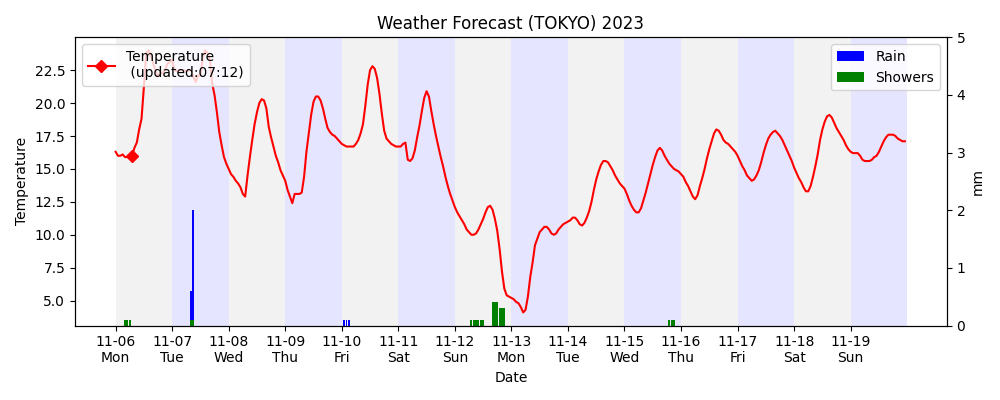 Weather Forecast (TOKYO) 2023
Temperature
(updated:07:12)
Rain
Showers
Temperature
22.5
20.0
17.5
15.0
12.5
10.0
7.5
5.0
5
4
3
2
1
0
mm
11-06 11-07 11-08 11-09 11-10 11-11 11-12 11-13 11-14 11-15 11-16 11-17 11-18 11-19
Mon Tue Wed Thu Fri Sat Sun Mon Tue Wed Thu Fri Sat Sun
Date